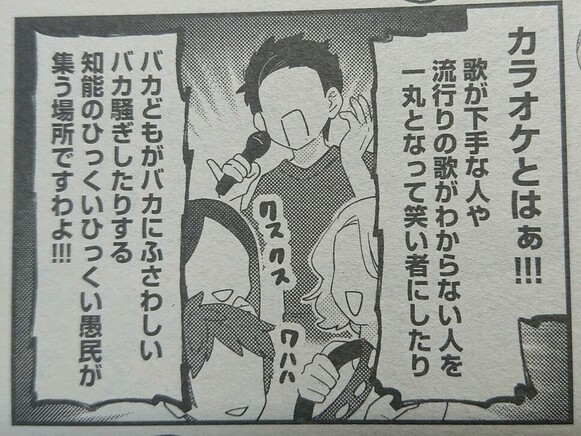 カラオケとはぁ!!!
歌が下手な人や
流行りの歌がわからない人を
一丸となって笑い者にしたり
クスクス
ワハハ
バカどもがバカにふさわしい
バカ騒ぎしたりする
知能のひっくいひっくい愚民が
集う場所ですわよ!!!